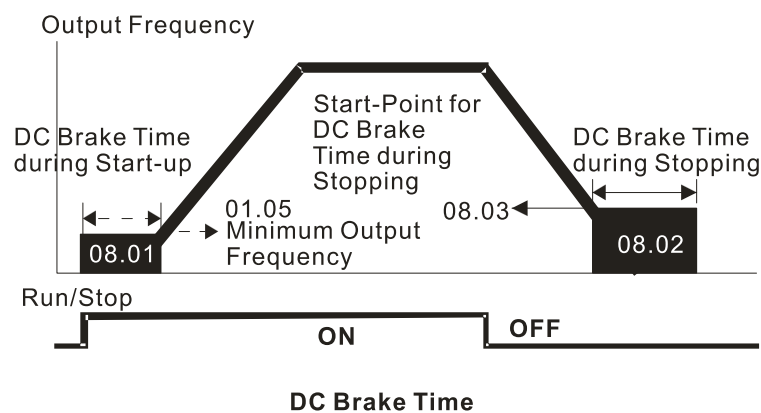 Output Frequency
DC Brake Time
during Start-up
Start-Point for
DC Brake
Time during
Stopping
DC Brake Time
during Stopping
01.05
Minimum Output
Frequency
08.03
08.01
08.02
Run/Stop
ON
OFF
DC Brake Time